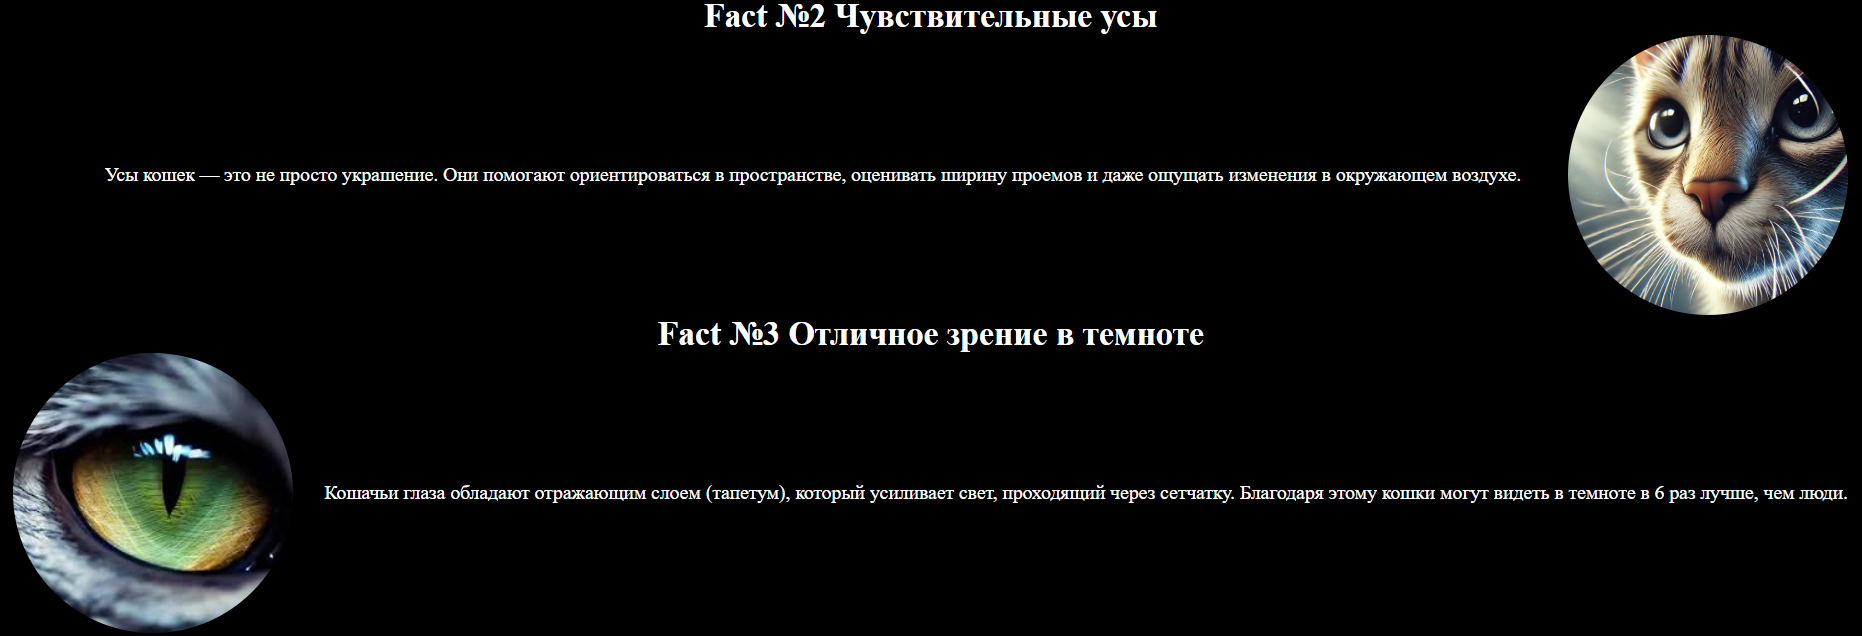 Fact №2 Чувствительные усы
Усы кошек — это не просто украшение. Они помогают ориентироваться в пространстве, оценивать ширину проемов и даже ощущать изменения в окружающем воздухе.
Fact №3 Отличное зрение в темноте
Кошачьи глаза обладают отражающим слоем (тапетум), который усиливает свет, проходящий через сетчатку. Благодаря этому кошки могут видеть в темноте в 6 раз лучше, чем люди.